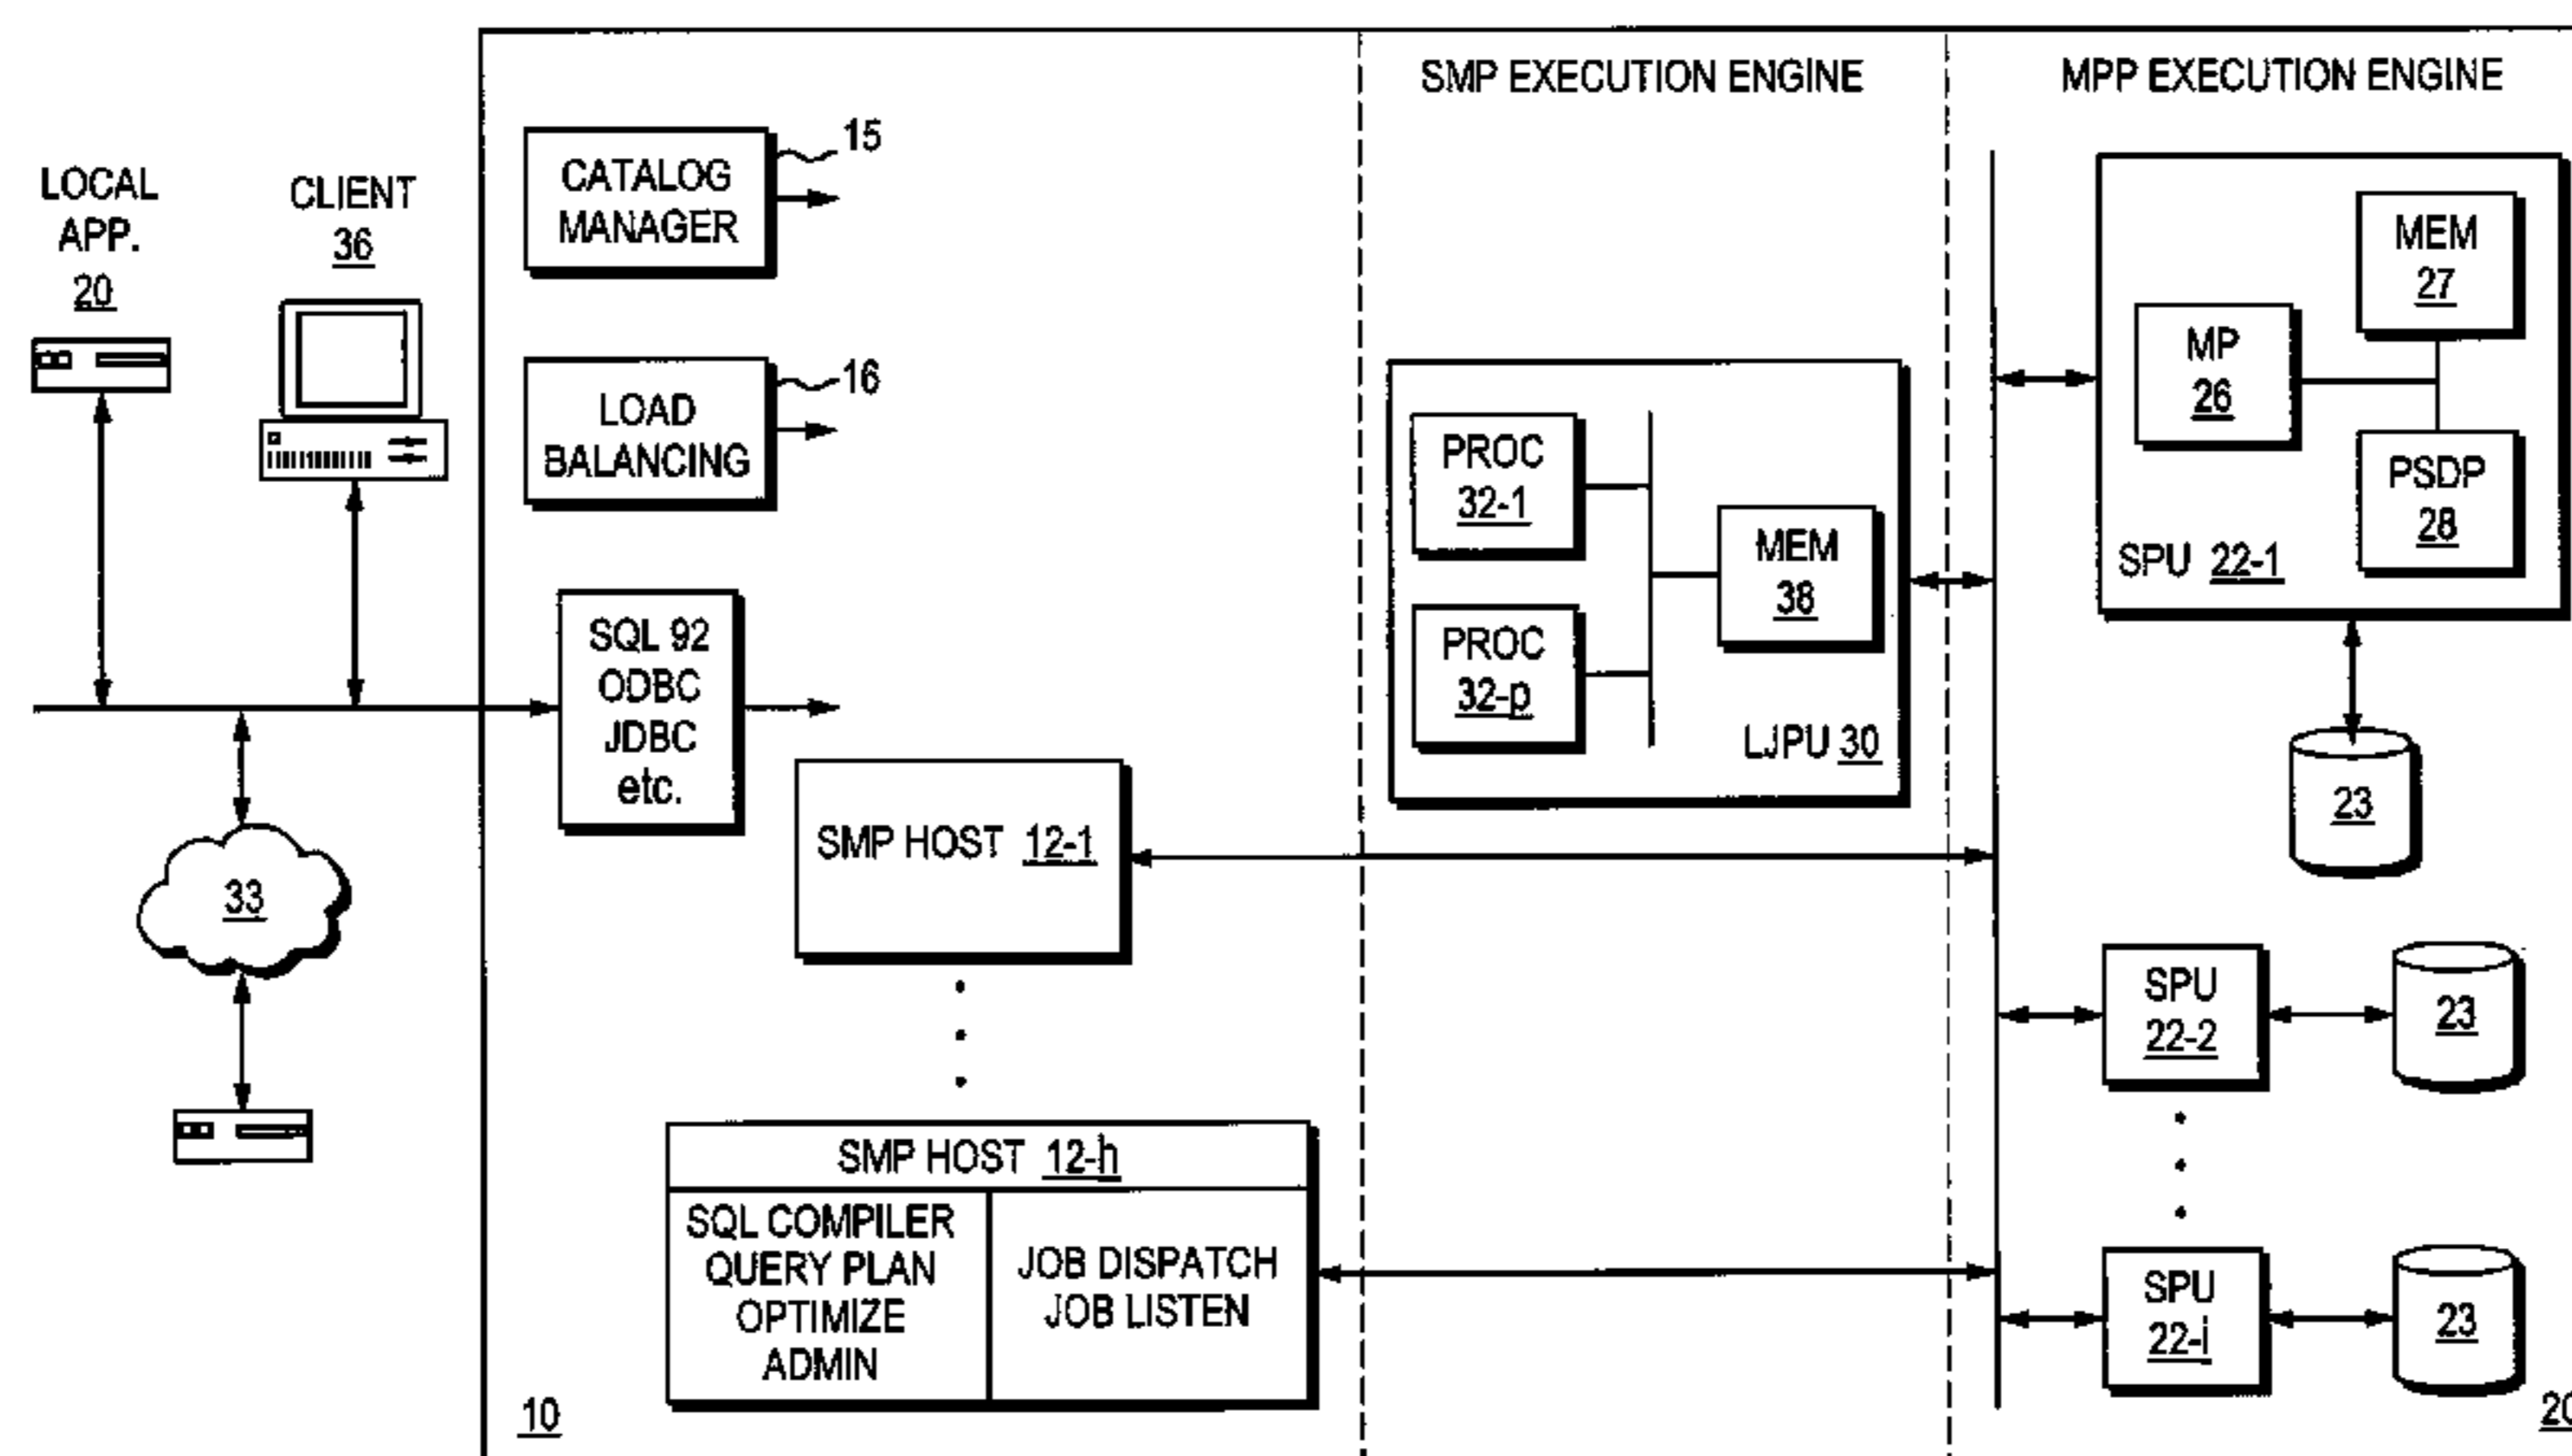 SMP EXECUTION ENGINE
MPP EXECUTION ENGINE
LOCAL
APP.
20
CLIENT
36
CATALOG
MANAGER
15
LOAD
BALANCING
16
SQL 92
ODBC
JDBC
etc.
33
SMP HOST 12-1
SMP HOST 12-h
SQL COMPILER
QUERY PLAN
OPTIMIZE
ADMIN
JOB DISPATCH
JOB LISTEN
10
PROC
32-1
PROC
32-p
MEM
38
LJPU 30
MEM
27
MP
26
PSDP
28
SPU 22-1
23
SPU
22-2
23
SPU
22-i
23
20